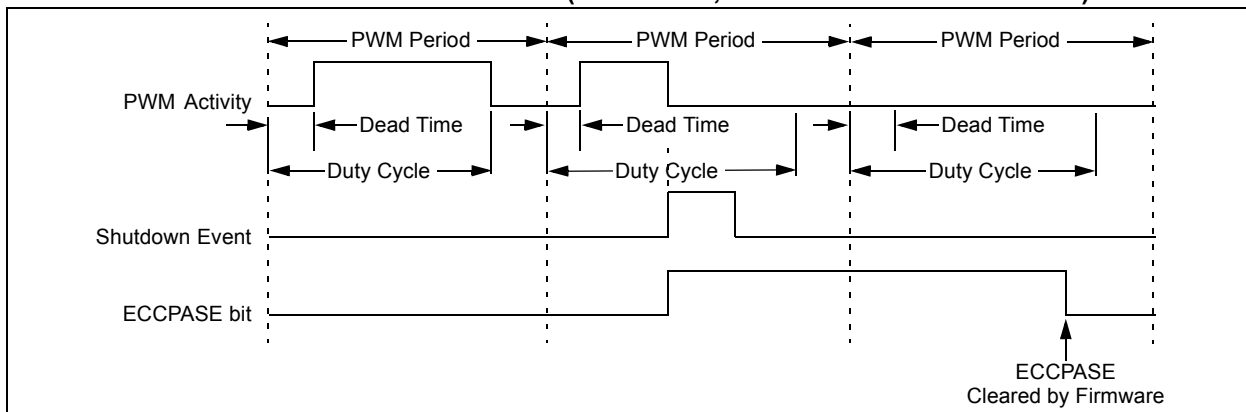 PWM Period PWM Period PWM Period
PWM Activity
Dead Time Dead Time Dead Time
Duty Cycle Duty Cycle Duty Cycle
Shutdown Event
ECCPASE bit
ECCPASE
Cleared by Firmware